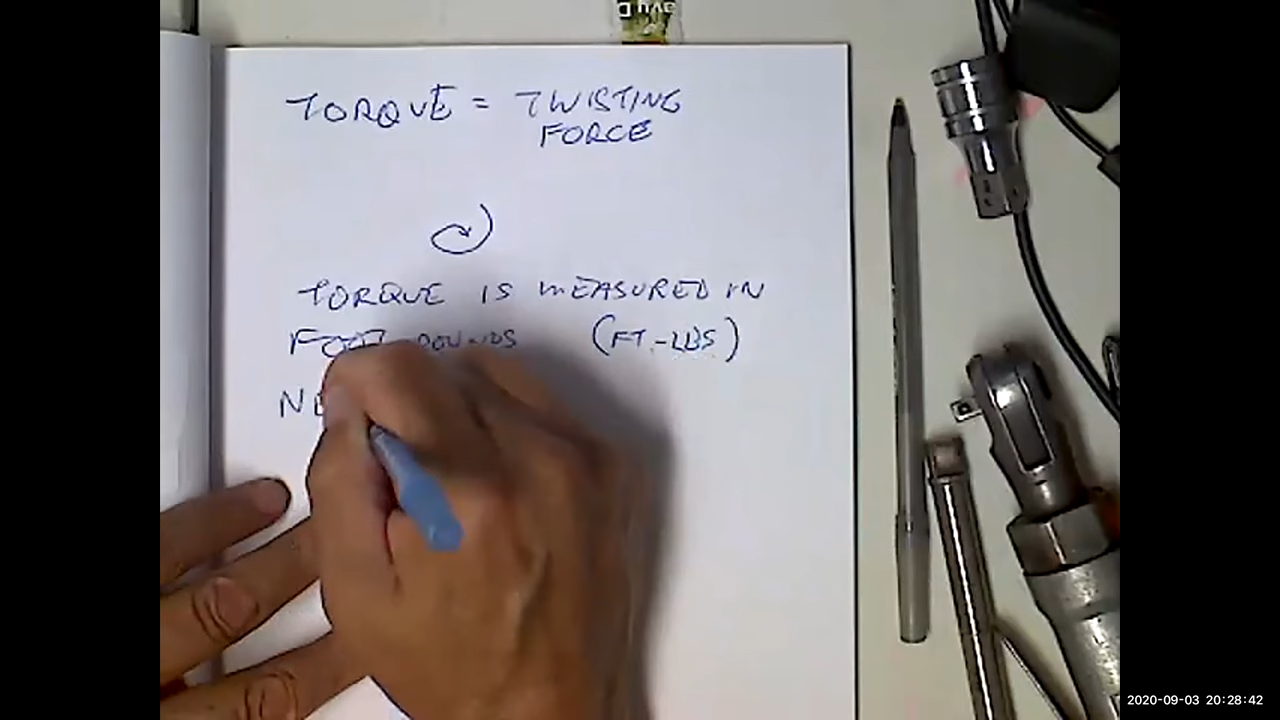 TORQUE = TWISTING
FORCE
TORQUE IS MEASURED IN
FOOT POUNDS (FT-LBS)
2020-09-03 20:28:42